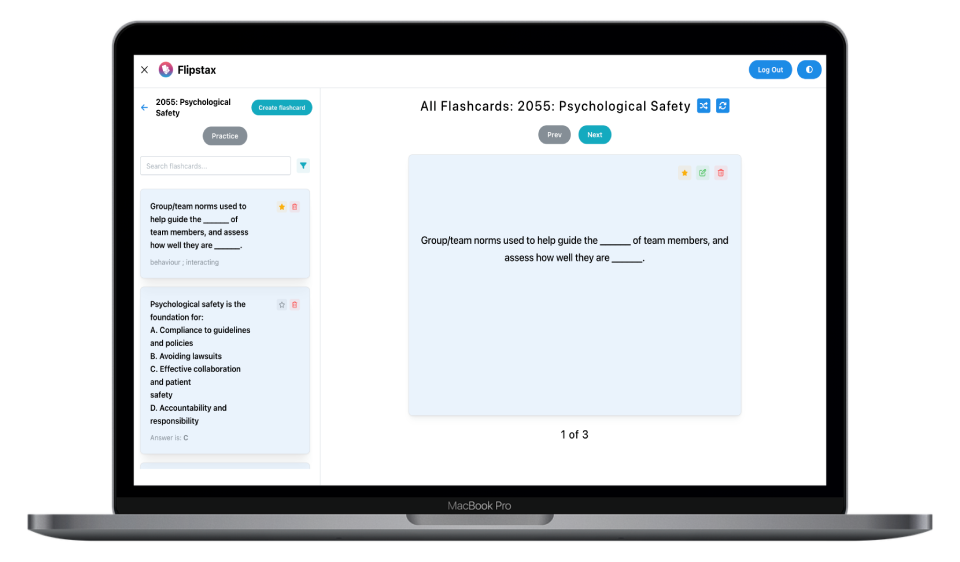 Flipstax
Log Out
2055: Psychological
Safety
Create flashcard
Practice
Search flashcards...
Group/team norms used to
help guide the _______ of
team members, and assess
how well they are _______.
behaviour ; interacting
Psychological safety is the
foundation for:
A. Compliance to guidelines
and policies
B. Avoiding lawsuits
C. Effective collaboration
and patient
safety
D. Accountability and
responsibility
Answer is: C
All Flashcards: 2055: Psychological Safety
Prev
Next
Group/team norms used to help guide the _______ of team members, and
assess how well they are _______.
1 of 3
MacBook Pro